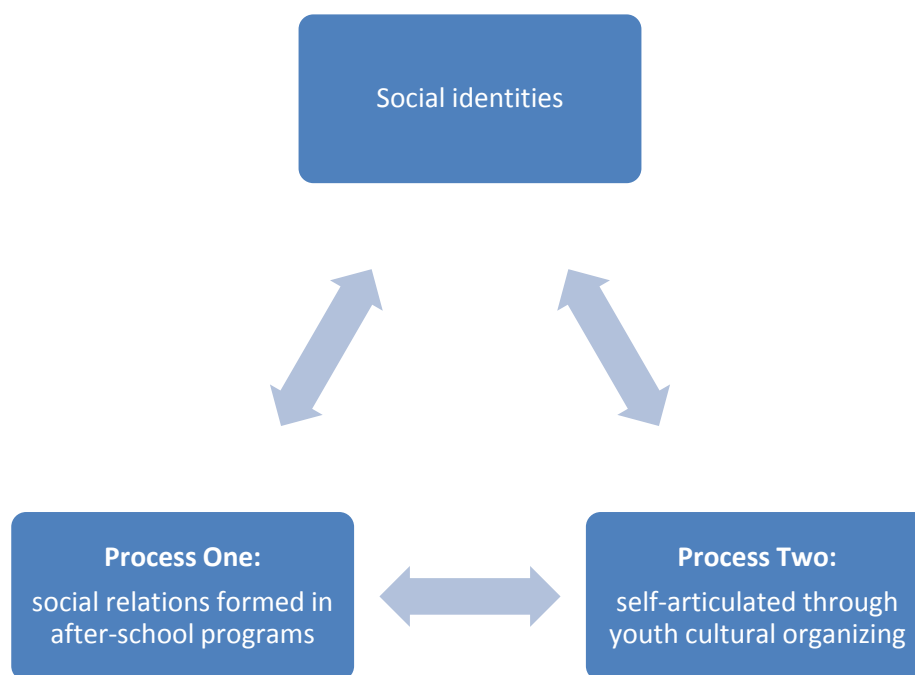 Social identities
Process One:
social relations formed in
after-school programs
Process Two:
self-articulated through
youth cultural organizing